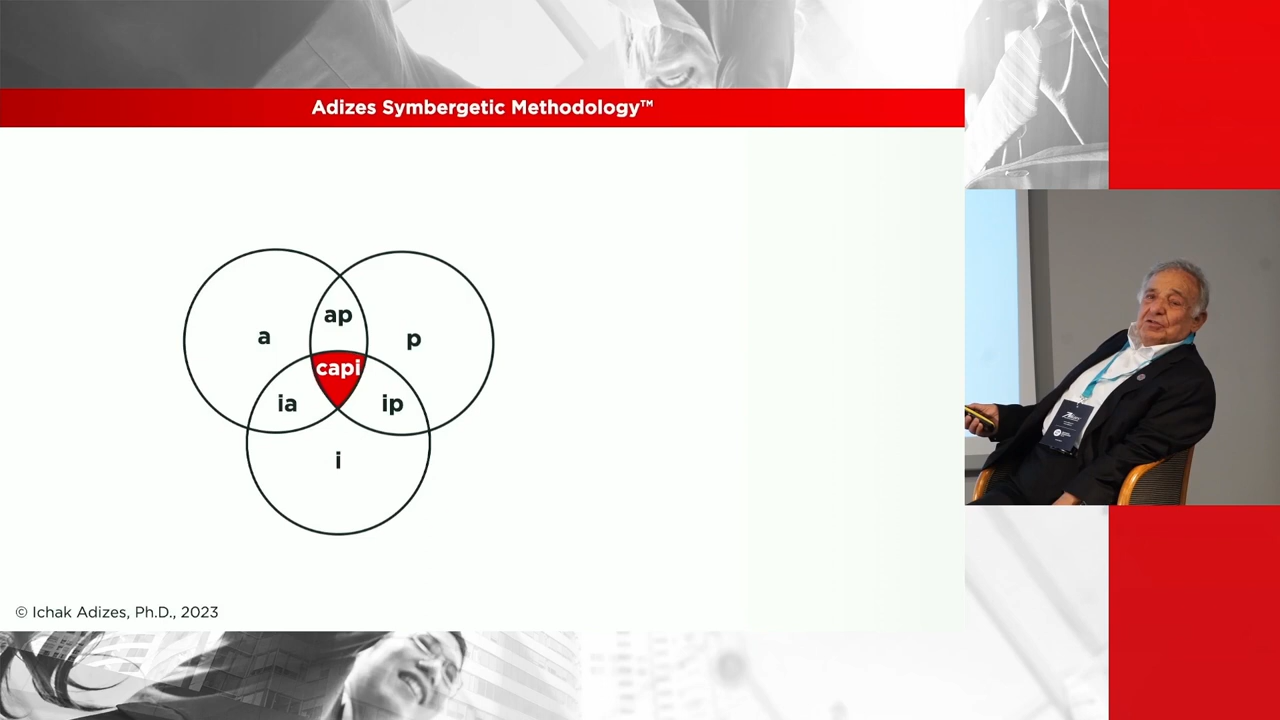 Adizes Symbergetic Methodology™
a
ap
p
capi
ia
ip
i
© Ichak Adizes, Ph.D., 2023